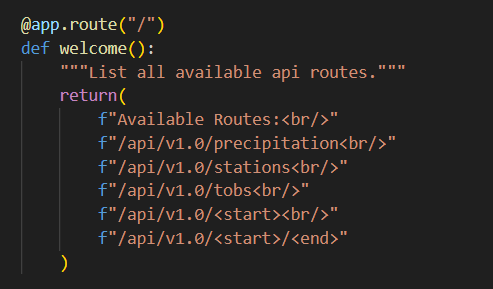 @app.route("/")
def welcome():
    """List all available api routes."""
    return(
        f"Available Routes:<br/>"
        f"/api/v1.0/precipitation<br/>"
        f"/api/v1.0/stations<br/>"
        f"/api/v1.0/tobs<br/>"
        f"/api/v1.0/<start><br/>"
        f"/api/v1.0/<start>/<end>"
    )